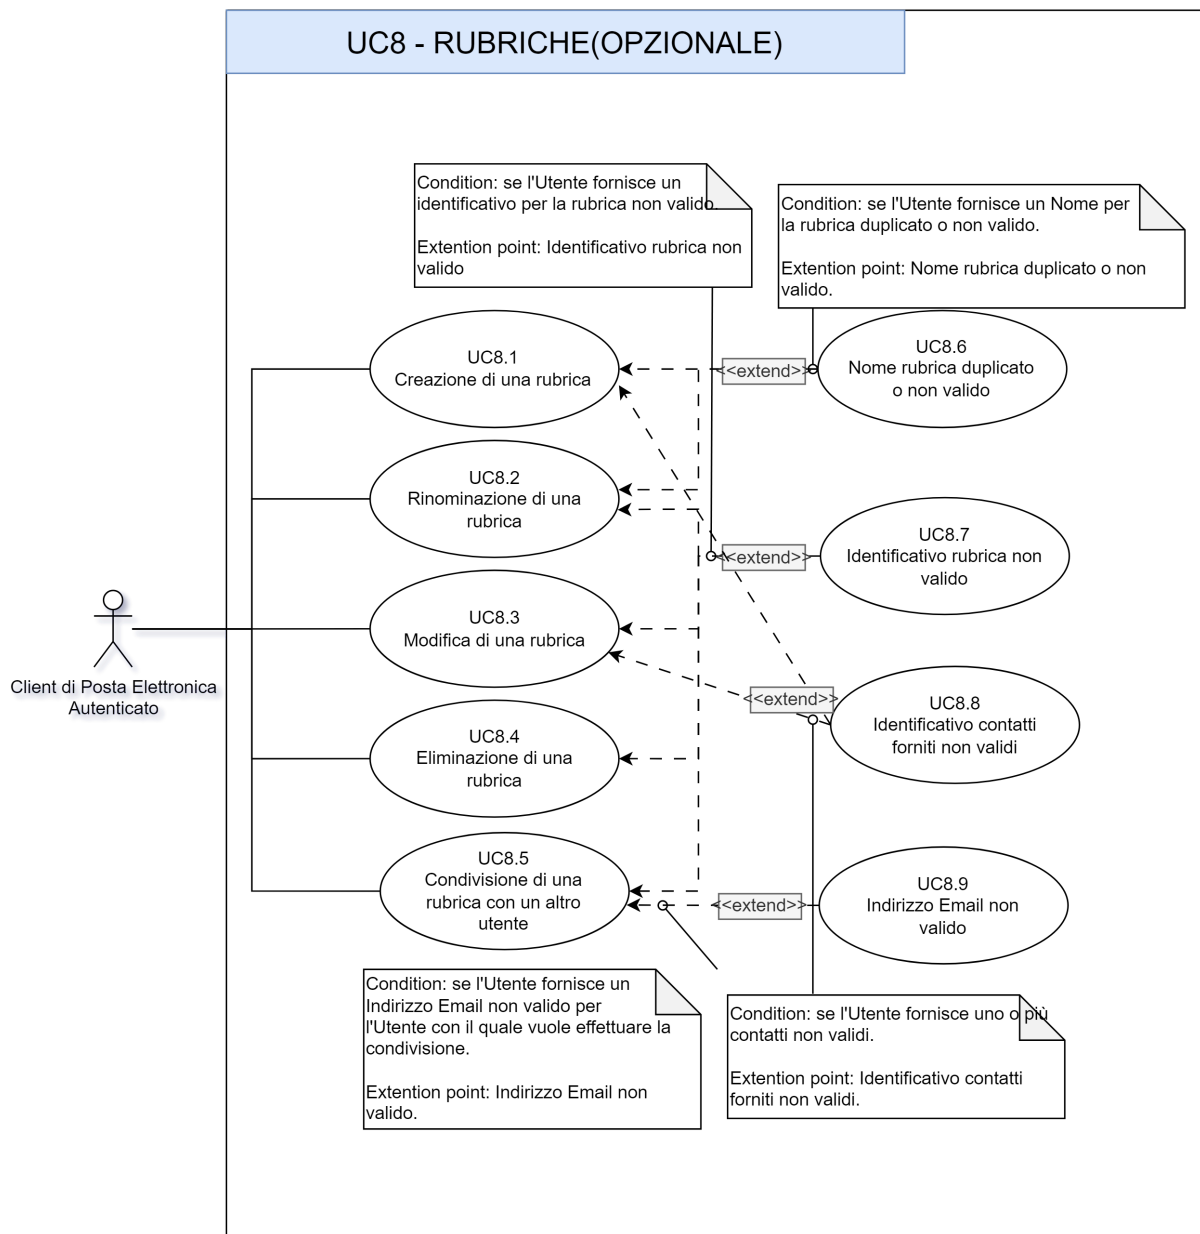 UC8 - RUBRICHE(OPZIONALE)
Condition: se l'Utente fornisce un
identificativo per la rubrica non valido.
Extention point: Identificativo rubrica non
valido
Condition: se l'Utente fornisce un Nome per
la rubrica duplicato o non valido.
Extention point: Nome rubrica duplicato o non
valido.
UC8.1
Creazione di una rubrica
<<extend>>
UC8.6
Nome rubrica duplicato
o non valido
UC8.2
Rinominazione di una
rubrica
<<extend>>
UC8.7
Identificativo rubrica non
valido
UC8.3
Modifica di una rubrica
Client di Posta Elettronica
Autenticato
<<extend>>
UC8.8
Identificativo contatti
forniti non validi
UC8.4
Eliminazione di una
rubrica
UC8.5
Condivisione di una
rubrica con un altro
utente
<<extend>>
UC8.9
Indirizzo Email non
valido
Condition: se l'Utente fornisce un
Indirizzo Email non valido per
l'Utente con il quale vuole effettuare la
condivisione.
Extention point: Indirizzo Email non
valido.
Condition: se l'Utente fornisce uno o più
contatti non validi.
Extention point: Identificativo contatti
forniti non validi.